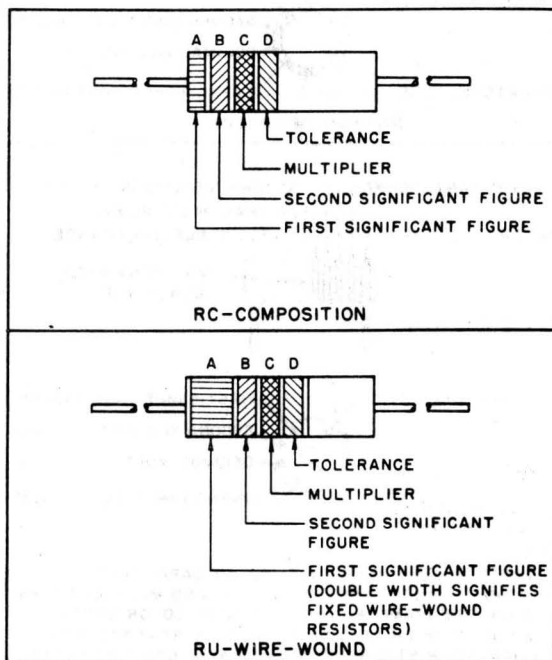 A B C D
TOLERANCE
MULTIPLIER
SECOND SIGNIFICANT FIGURE
FIRST SIGNIFICANT FIGURE
RC-COMPOSITION
A B C D
TOLERANCE
MULTIPLIER
SECOND SIGNIFICANT
FIGURE
FIRST SIGNIFICANT FIGURE
(DOUBLE WIDTH SIGNIFIES
FIXED WIRE-WOUND
RESISTORS)
RU-WIRE-WOUND